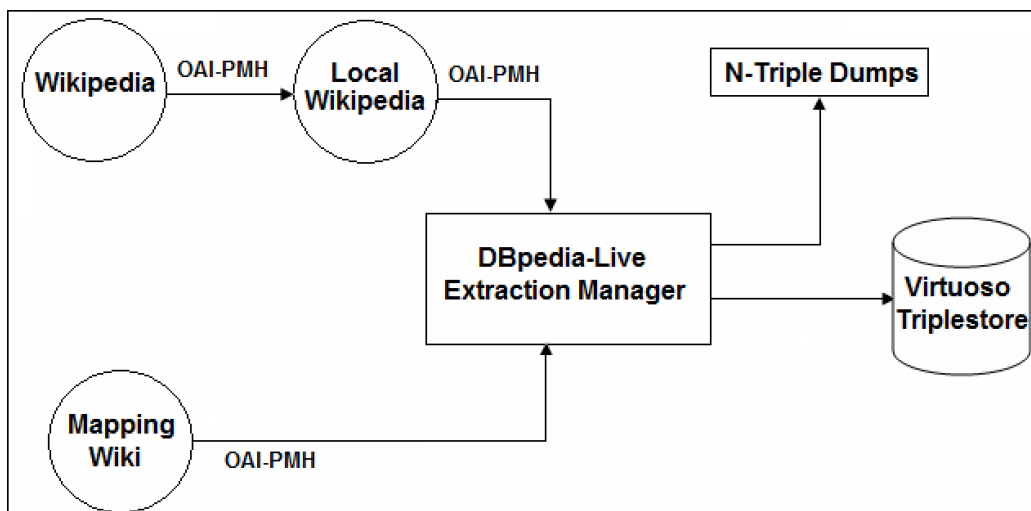 Wikipedia
OAI-PMH
Local
Wikipedia
OAI-PMH
N-Triple Dumps
DBpedia-Live
Extraction Manager
Virtuoso
Triplestore
Mapping
Wiki
OAI-PMH